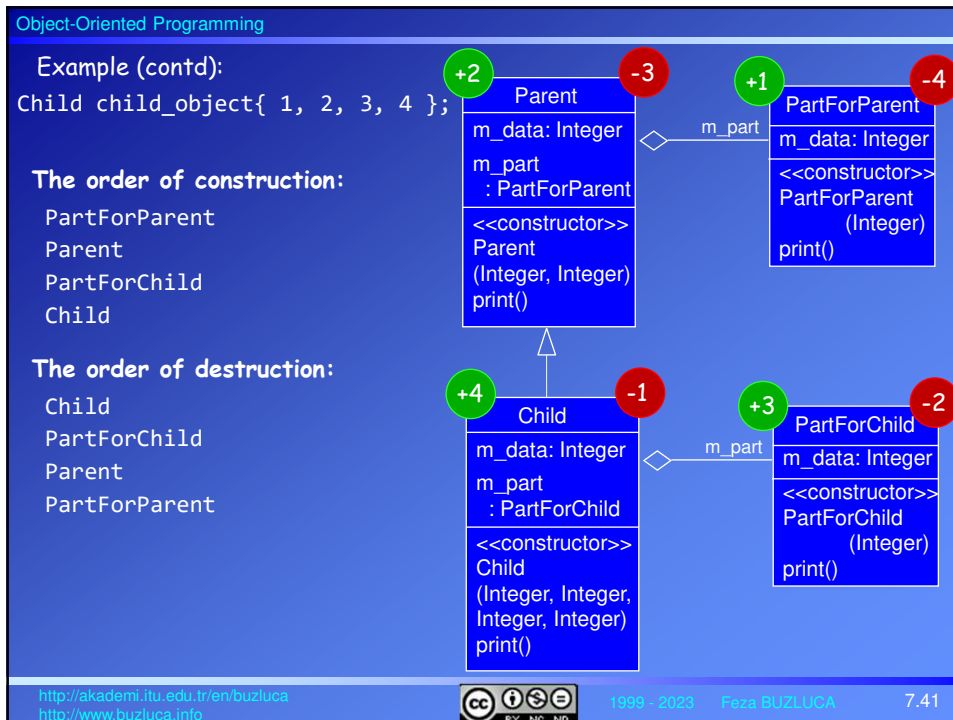 Object-Oriented Programming
Example (contd):
Child child_object{ 1, 2, 3, 4 };
The order of construction:
PartForParent
Parent
PartForChild
Child
The order of destruction:
Child
PartForChild
Parent
PartForParent
+2
-3
Parent
m_data: Integer
m_part
: PartForParent
<<constructor>>
Parent
(Integer, Integer)
print()
m_part
+1
-4
PartForParent
m_data: Integer
<<constructor>>
PartForParent
(Integer)
print()
+4
-1
Child
m_data: Integer
m_part
: PartForChild
<<constructor>>
Child
(Integer, Integer,
Integer, Integer)
print()
m_part
+3
-2
PartForChild
m_data: Integer
<<constructor>>
PartForChild
(Integer)
print()
http://akademi.itu.edu.tr/en/buzluca
http://www.buzluca.info
cc
BY NC ND
1999 - 2023 Feza BUZLUCA
7.41